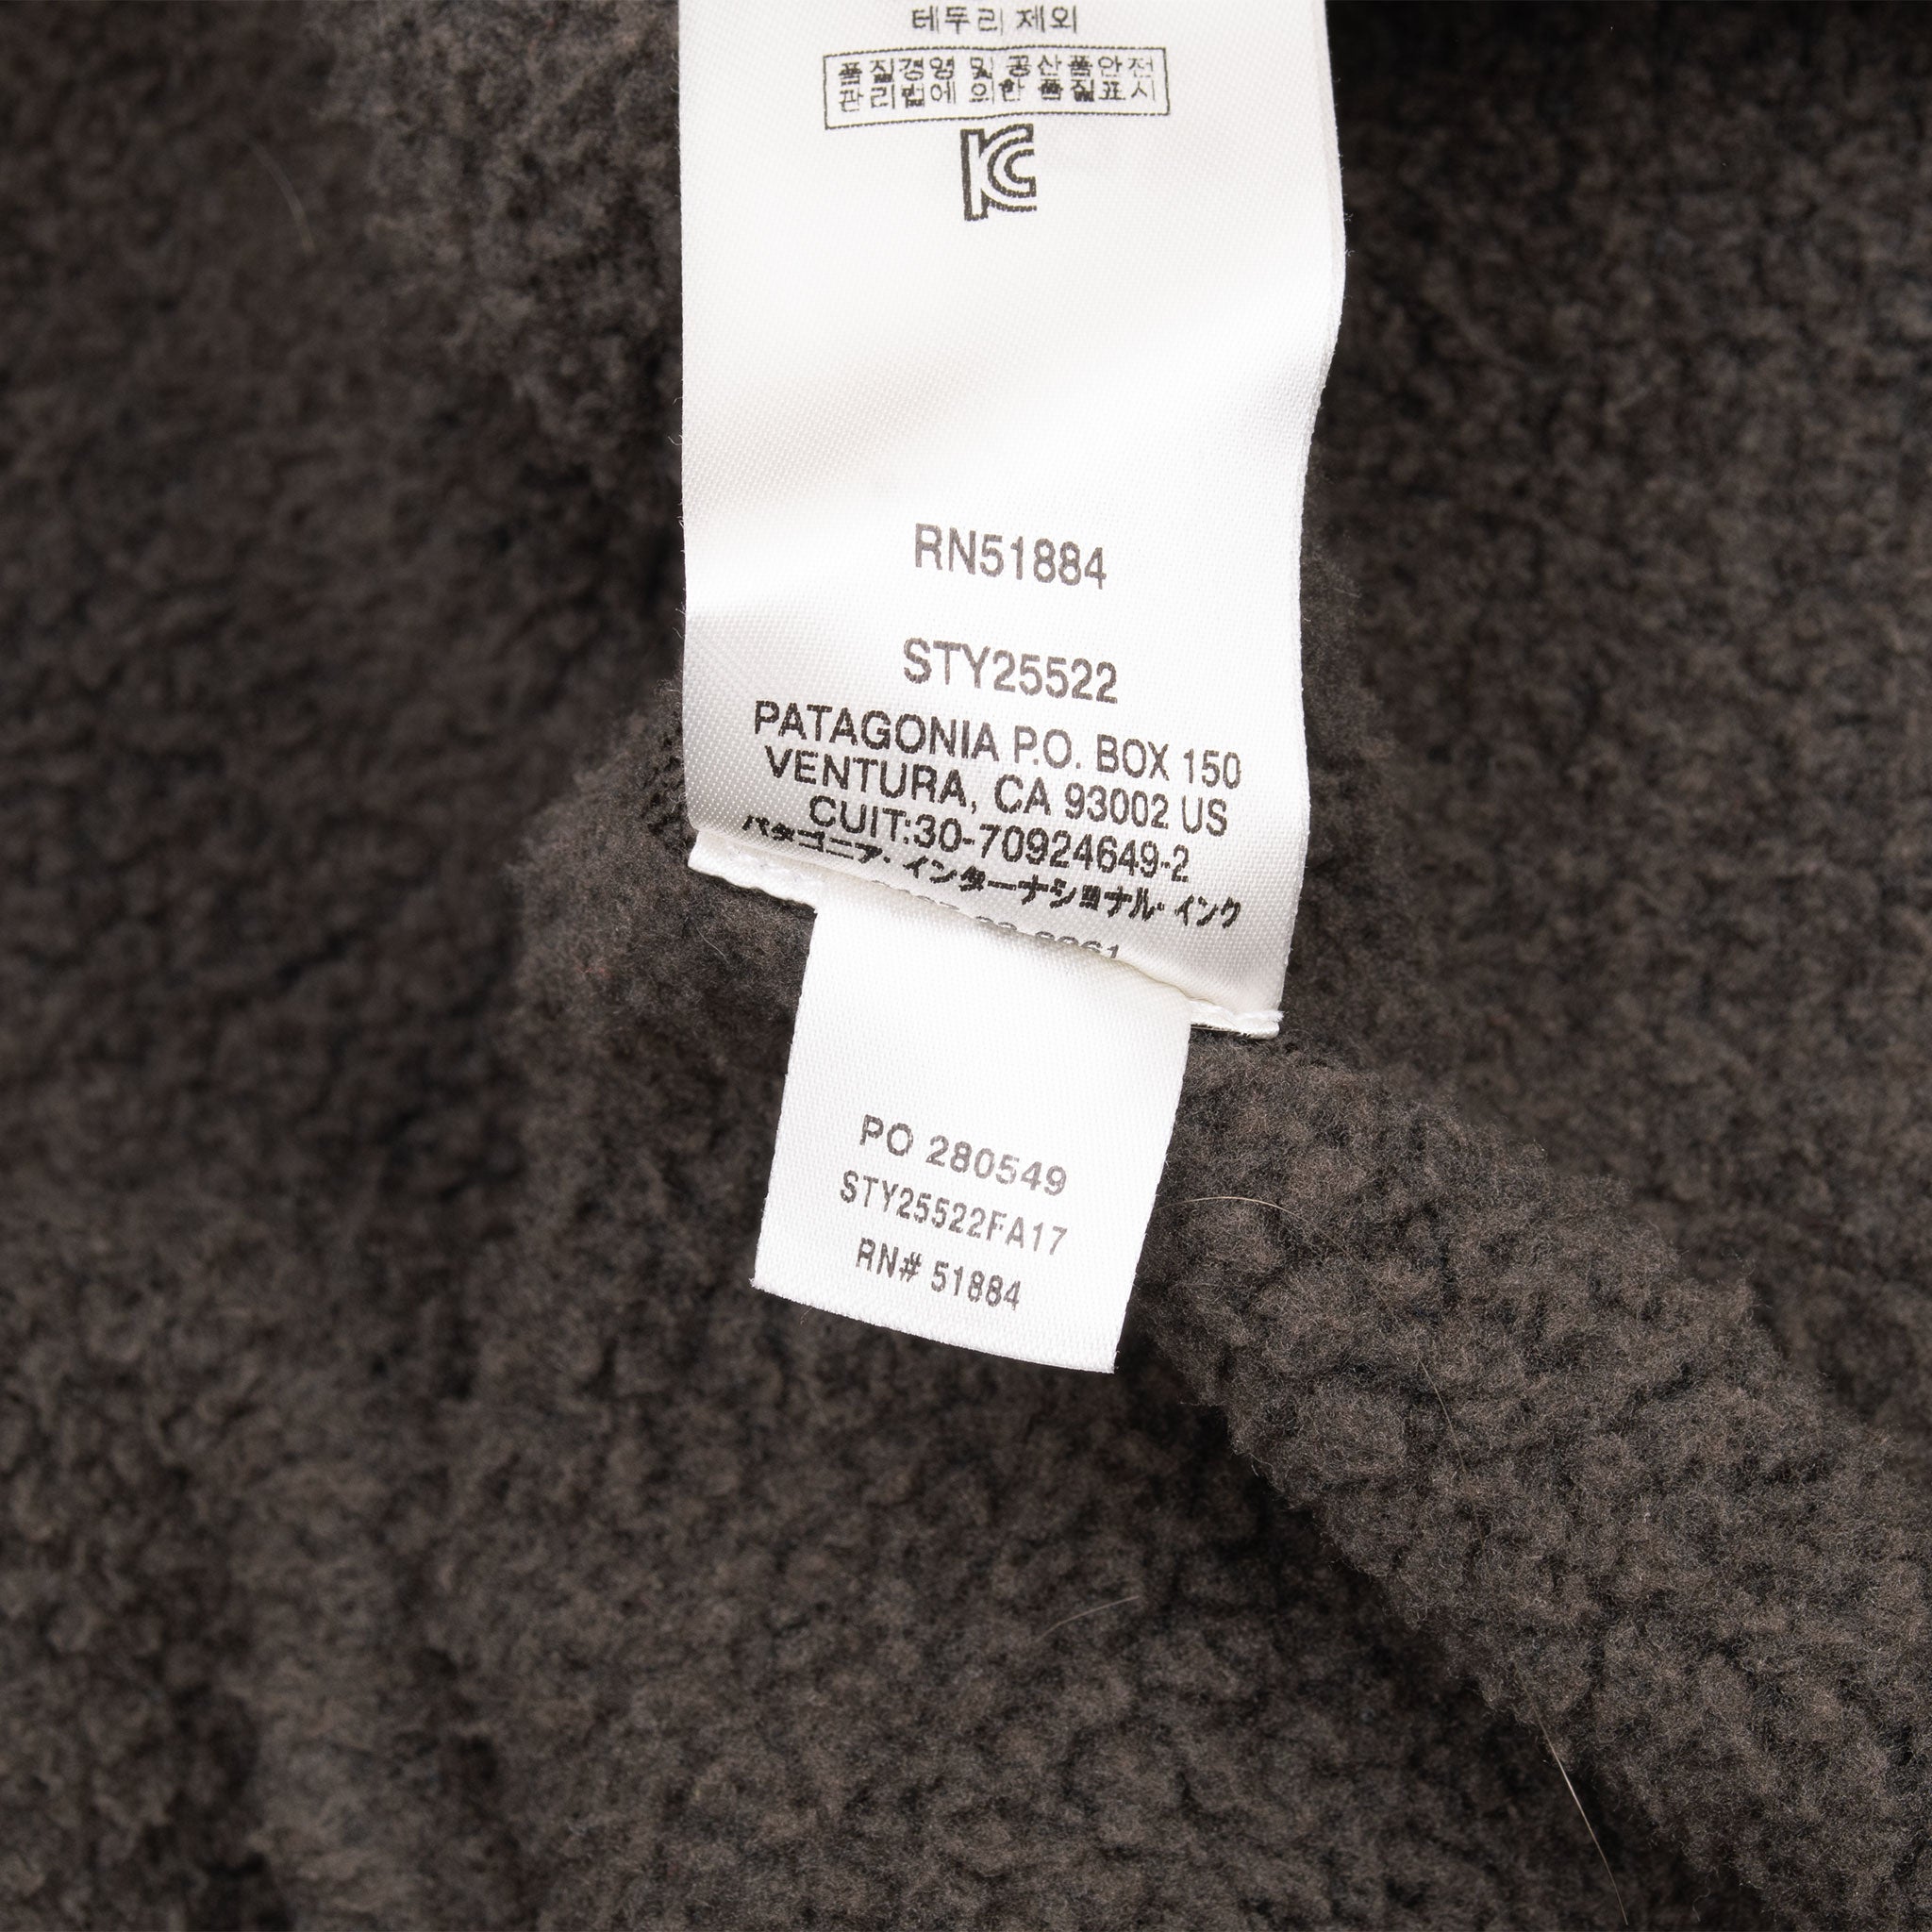 테두리 제외
품질경영 및 공산품안전
관리법에 의한 품질표시
KC
RN51884
STY25522
PATAGONIA P.O. BOX 150
VENTURA, CA 93002 US
CUIT:30-70924649-2
パタゴニア・インターナショナル・インク
PO 280549
STY25522FA17
RN# 51884